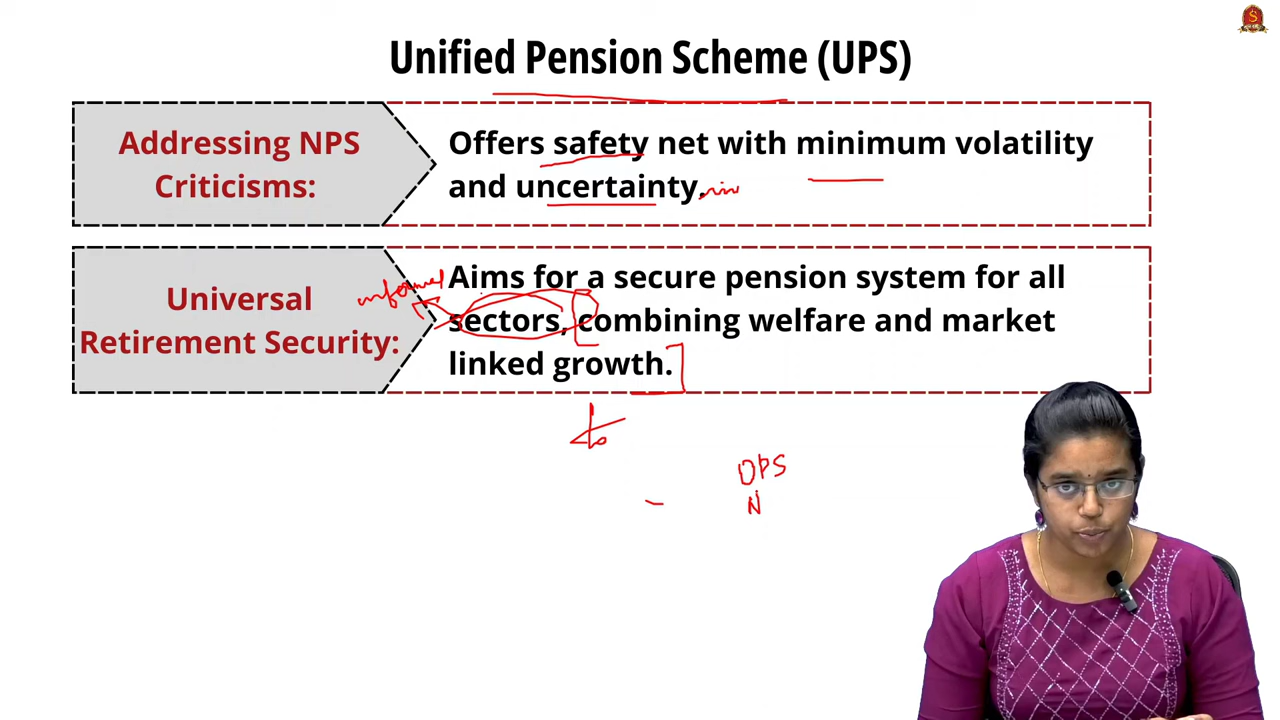 Unified Pension Scheme (UPS)
Addressing NPS
Criticisms:
Offers safety net with minimum volatility
and uncertainty.
Universal
Retirement Security:
informal
Aims for a secure pension system for all
sectors, combining welfare and market
linked growth.
OPS
N